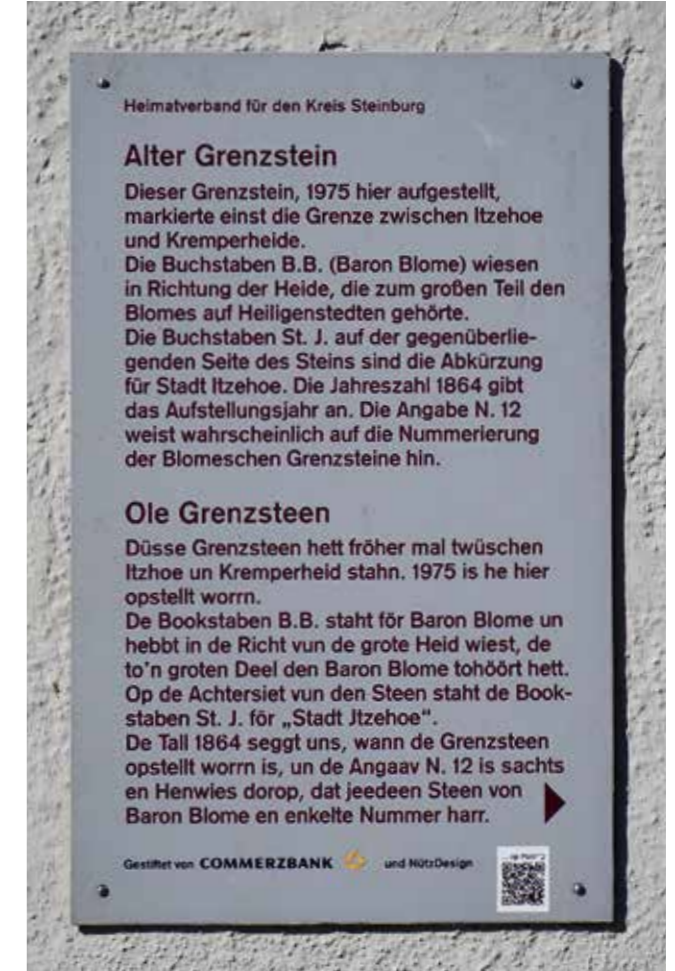 Heimatverband für den Kreis Steinburg
Alter Grenzstein
Dieser Grenzstein, 1975 hier aufgestellt,
markierte einst die Grenze zwischen Itzehoe
und Kremperheide.
Die Buchstaben B.B. (Baron Blome) wiesen
in Richtung der Heide, die zum großen Teil den
Blomes auf Heiligenstedten gehörte.
Die Buchstaben St. J. auf der gegenüberlie-
genden Seite des Steins sind die Abkürzung
für Stadt Itzehoe. Die Jahreszahl 1864 gibt
das Aufstellungsjahr an. Die Angabe N. 12
weist wahrscheinlich auf die Nummerierung
der Blomeschen Grenzsteine hin.
Ole Grenzsteen
Düsse Grenzsteen hett fröher mal twüschen
Itzhoe un Kremperheid stahn. 1975 is he hier
opstellt worrn.
De Bookstaben B.B. staht för Baron Blome un
hebbt in de Richt vun de grote Heid wiest, de
to'n groten Deel den Baron Blome tohöört hett.
Op de Achtersiet vun den Steen staht de Book-
staben St. J. för „Stadt Jtzehoe“.
De Tall 1864 seggt uns, wann de Grenzsteen
opstellt worrn is, un de Angaav N. 12 is sachts
en Henwies dorop, dat jeedeen Steen von
Baron Blome en enkelte Nummer harr.
Gestiftet von COMMERZBANK und NützDesign